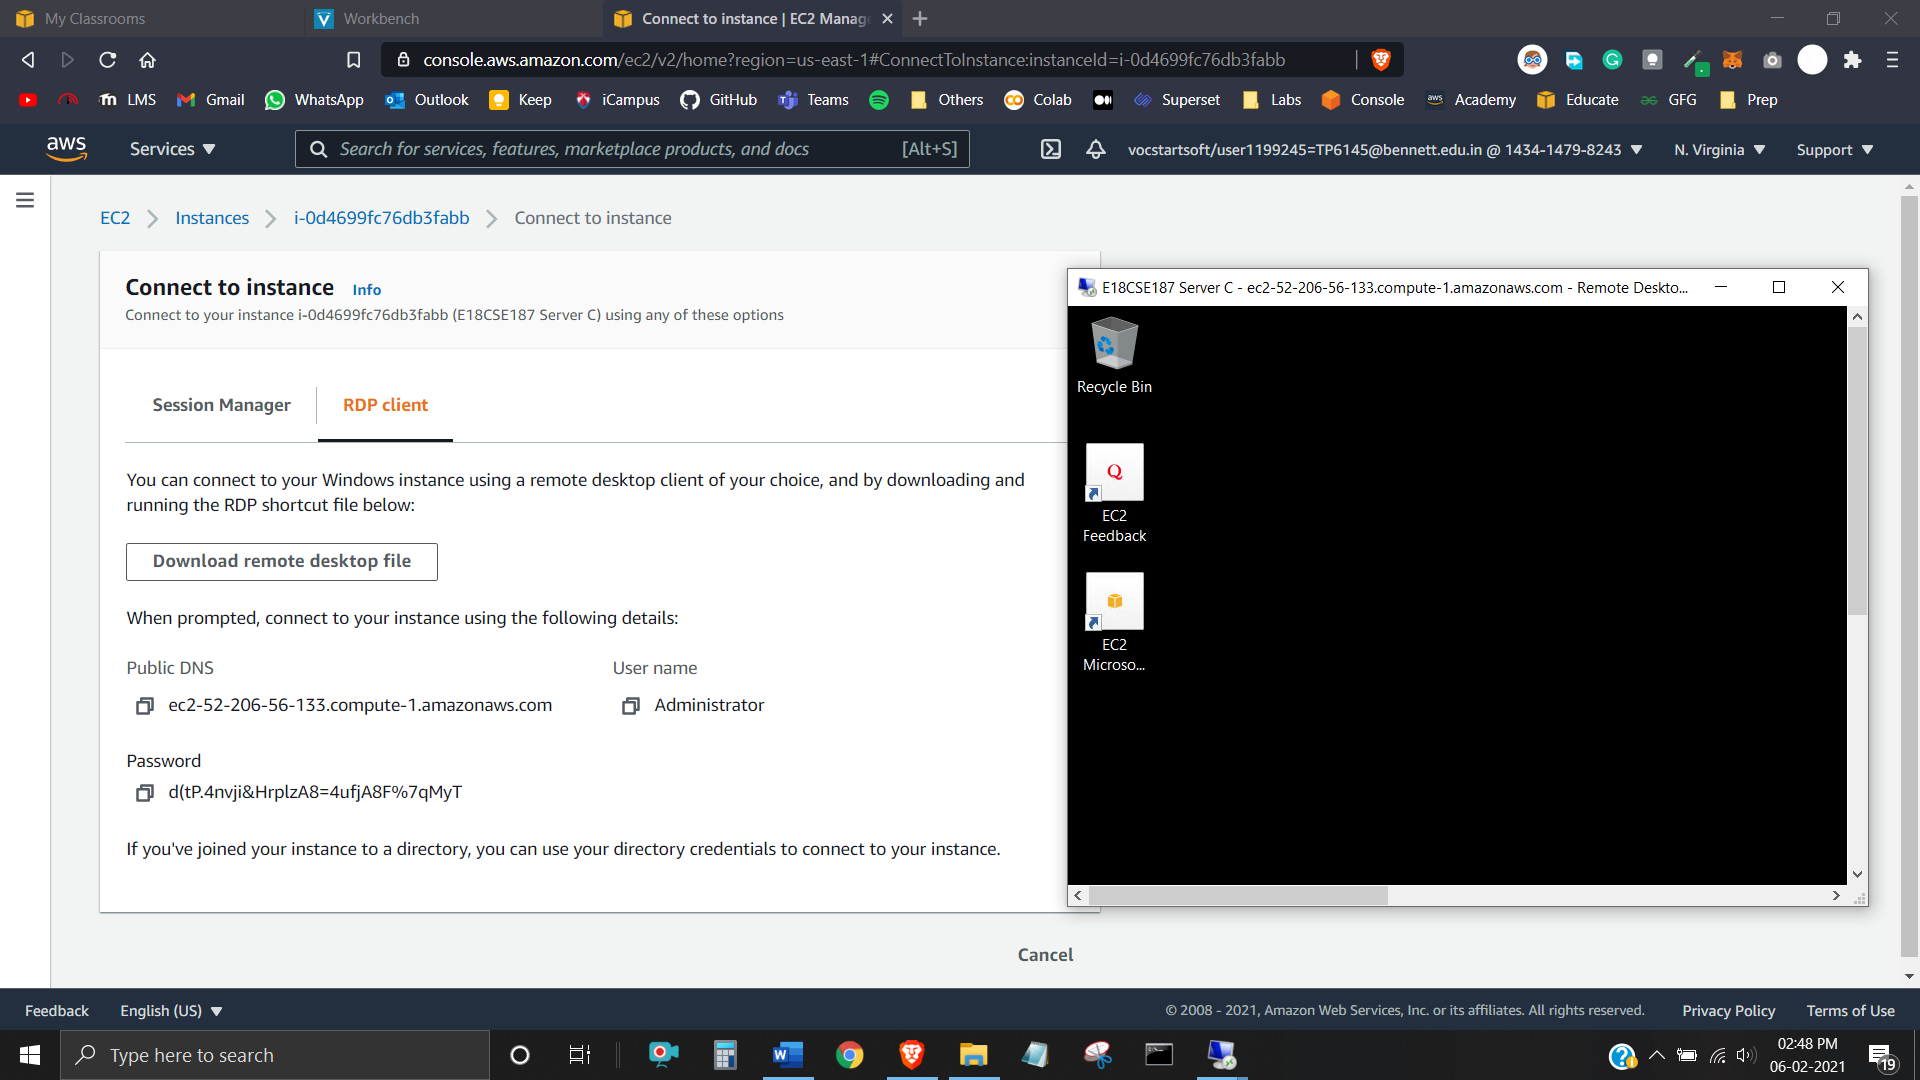 My Classrooms
Workbench
Connect to instance | EC2 Manag
console.aws.amazon.com/ec2/v2/home?region=us-east-1#ConnectToInstance:instanceId=i-0d4699fc76db3fabb
LMS
Gmail
WhatsApp
Outlook
Keep
iCampus
GitHub
Teams
Others
Colab
Superset
Labs
Console
aws
Academy
Educate
GFG
Prep
aws
Services
Search for services, features, marketplace products, and docs
[Alt+S]
vocstartsoft/user1199245=TP6145@bennett.edu.in @ 1434-1479-8243
N. Virginia
Support
EC2
Instances
i-0d4699fc76db3fabb
Connect to instance
Connect to instance
Info
Connect to your instance i-0d4699fc76db3fabb (E18CSE187 Server C) using any of these options
Session Manager
RDP client
You can connect to your Windows instance using a remote desktop client of your choice, and by downloading and
running the RDP shortcut file below:
Download remote desktop file
When prompted, connect to your instance using the following details:
Public DNS
User name
ec2-52-206-56-133.compute-1.amazonaws.com
Administrator
Password
d(tP.4nvji&HrplzA8=4ufjA8F%7qMyT
If you've joined your instance to a directory, you can use your directory credentials to connect to your instance.
Cancel
E18CSE187 Server C - ec2-52-206-56-133.compute-1.amazonaws.com - Remote Deskto...
Recycle Bin
Q
EC2
Feedback
EC2
Microso...
Feedback
English (US)
© 2008 - 2021, Amazon Web Services, Inc. or its affiliates. All rights reserved.
Privacy Policy
Terms of Use
Type here to search
02:48 PM
06-02-2021
19